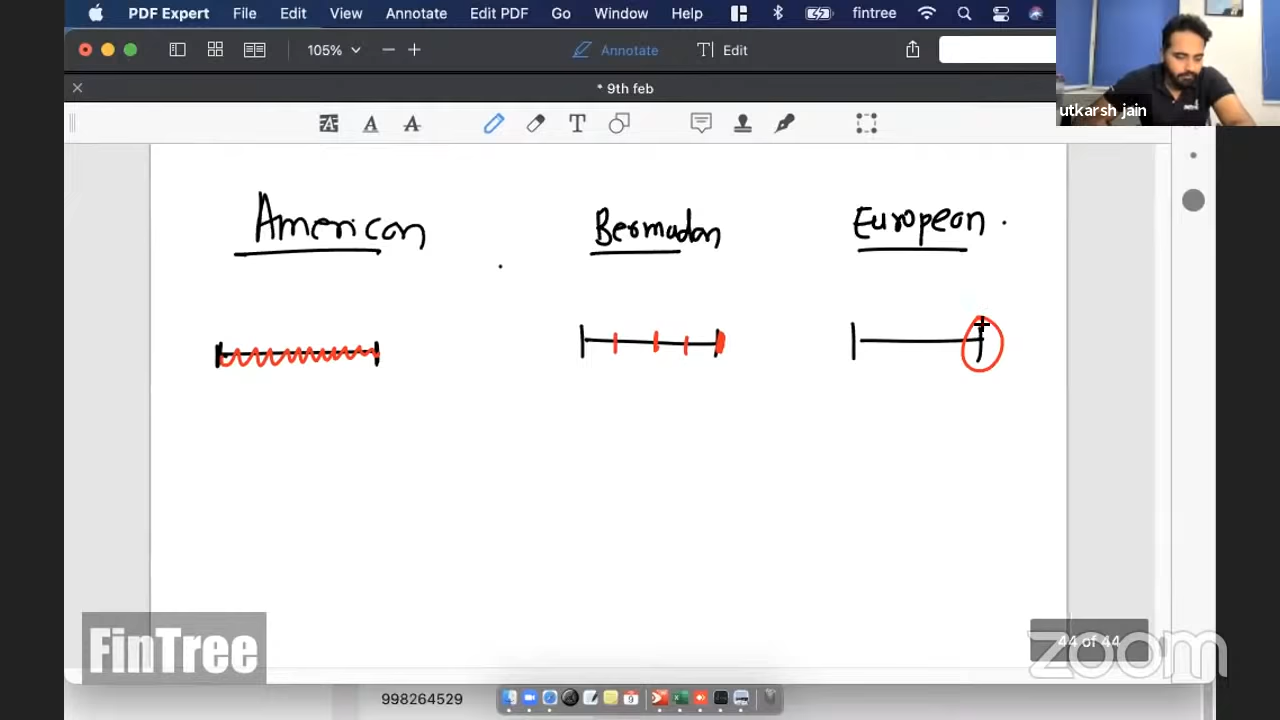 PDF Expert File Edit View Annotate Edit PDF Go Window Help fintree
105% Annotate T Edit
utkarsh jain
* 9th feb
A A A T
American Bermudan European
FinTree
44 of 44
zoom
998264529